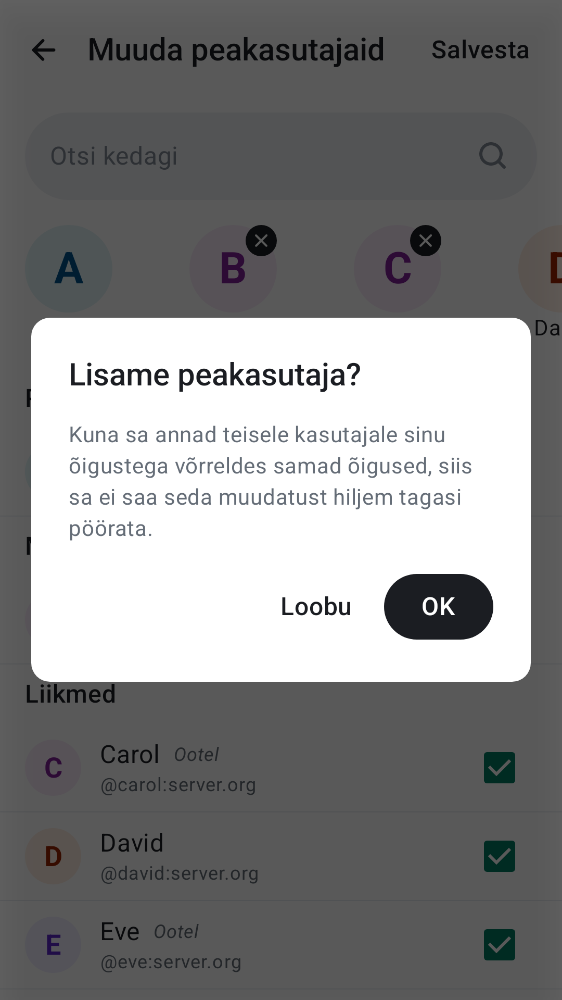 Muuda peakasutajaid
Salvesta
Otsi kedagi
A
B
C
Da
Lisame peakasutaja?
Kuna sa annad teisele kasutajale sinu
õigustega võrreldes samad õigused, siis
sa ei saa seda muudatust hiljem tagasi
pöörata.
Loobu
OK
Liikmed
C
Carol Ootel
@carol:server.org
D
David
@david:server.org
E
Eve Ootel
@eve:server.org